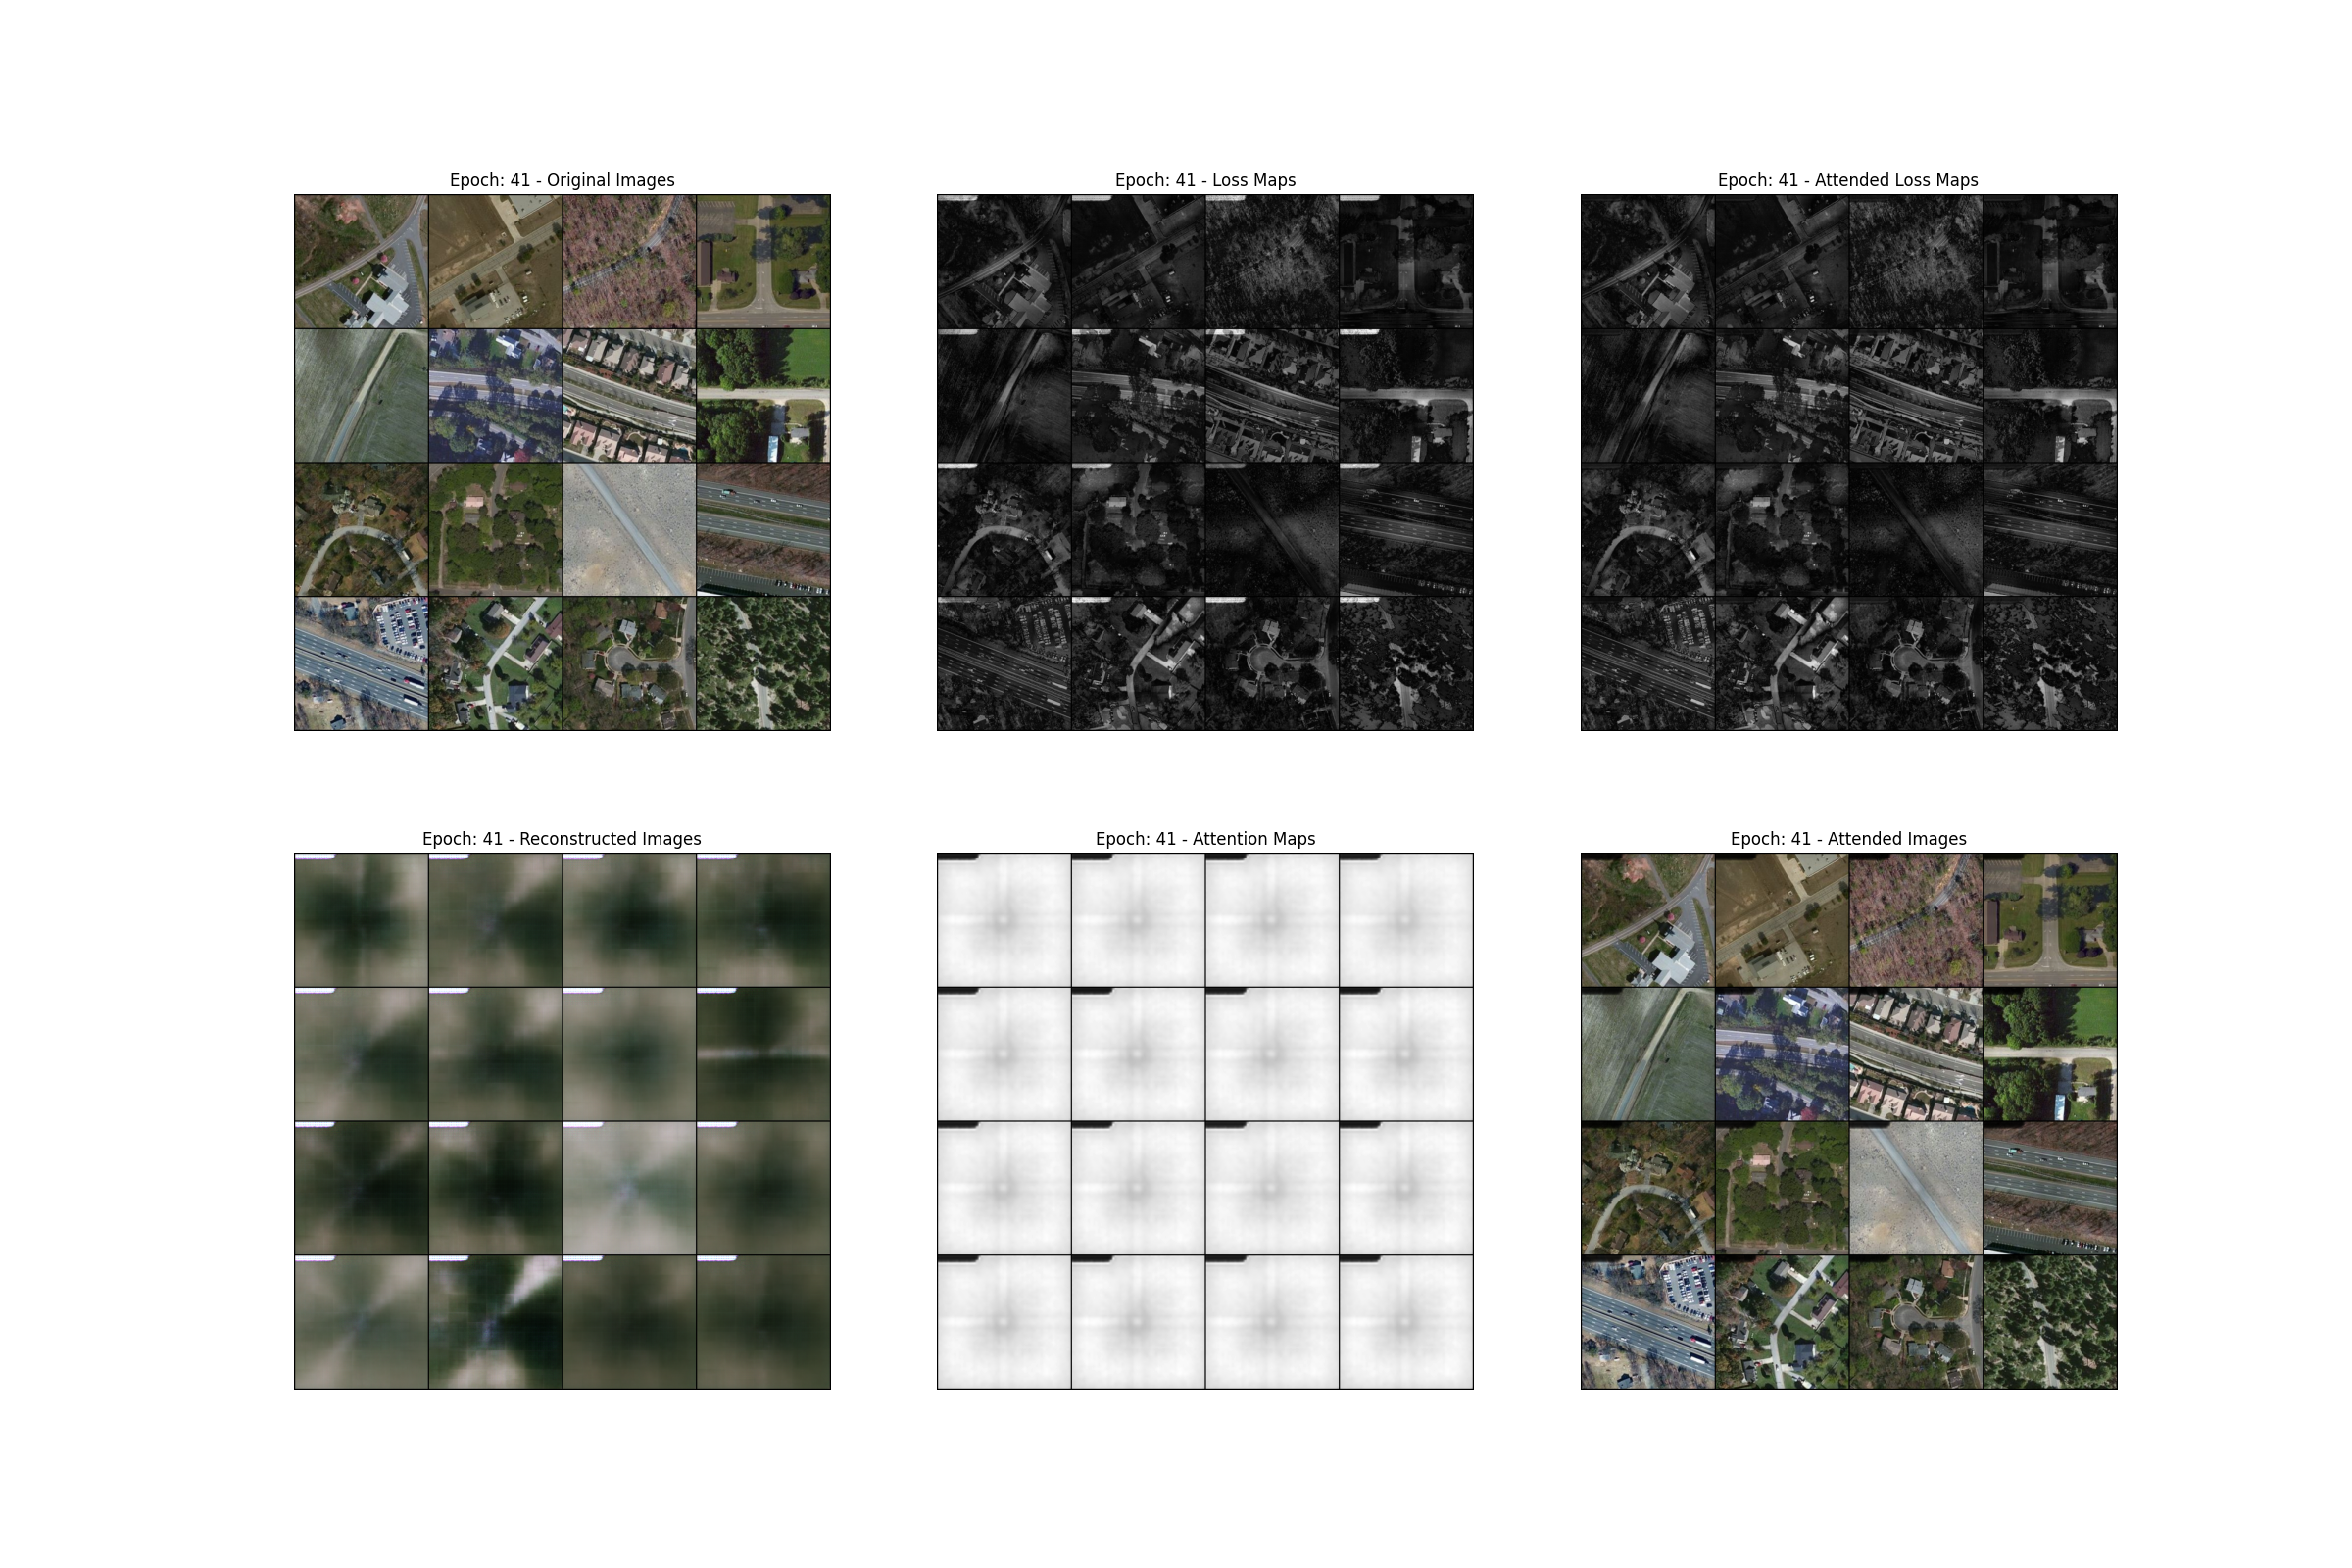 Epoch: 41 - Original Images
Epoch: 41 - Loss Maps
Epoch: 41 - Attended Loss Maps
Epoch: 41 - Reconstructed Images
Epoch: 41 - Attention Maps
Epoch: 41 - Attended Images